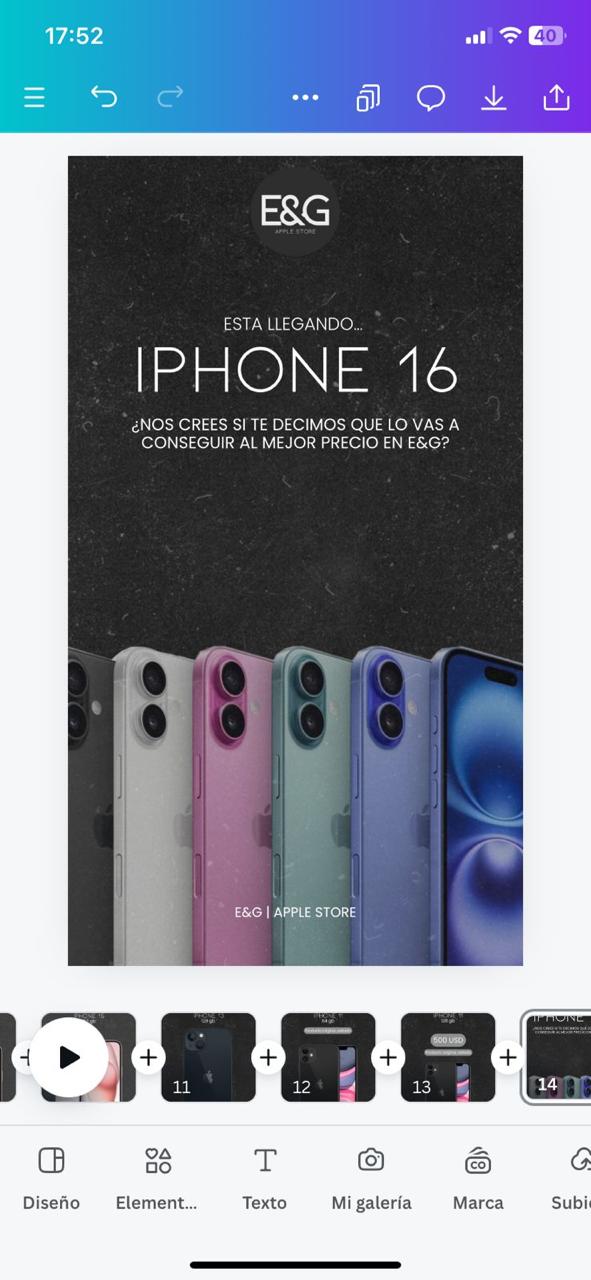 17:52
40
E&G
APPLE STORE
ESTA LLEGANDO...
IPHONE 16
¿NOS CREES SI TE DECIMOS QUE LO VAS A
CONSEGUIR AL MEJOR PRECIO EN E&G?
E&G | APPLE STORE
11
12
500 USD
13
IPHONE
14
Diseño
Element...
Texto
Mi galería
CO
Marca
Subi